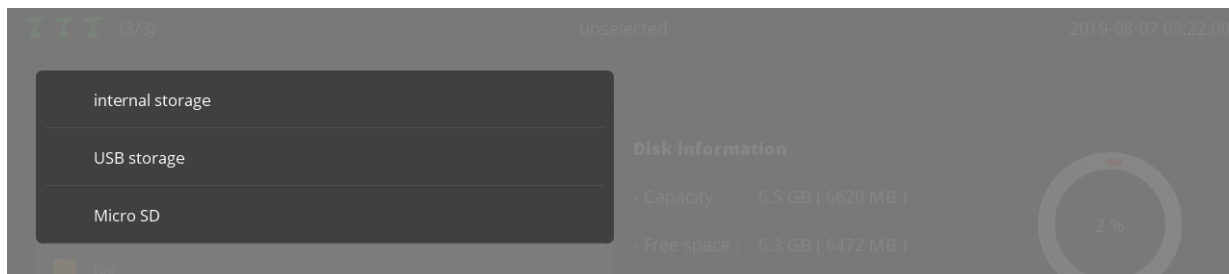 (3/3) unselected 2019-08-07 09:22:00
internal storage
USB storage
Micro SD
Disk information
- Capacity : 6.5 GB ( 6620 MB )
- Free space : 6.3 GB ( 6472 MB )
2 %
log